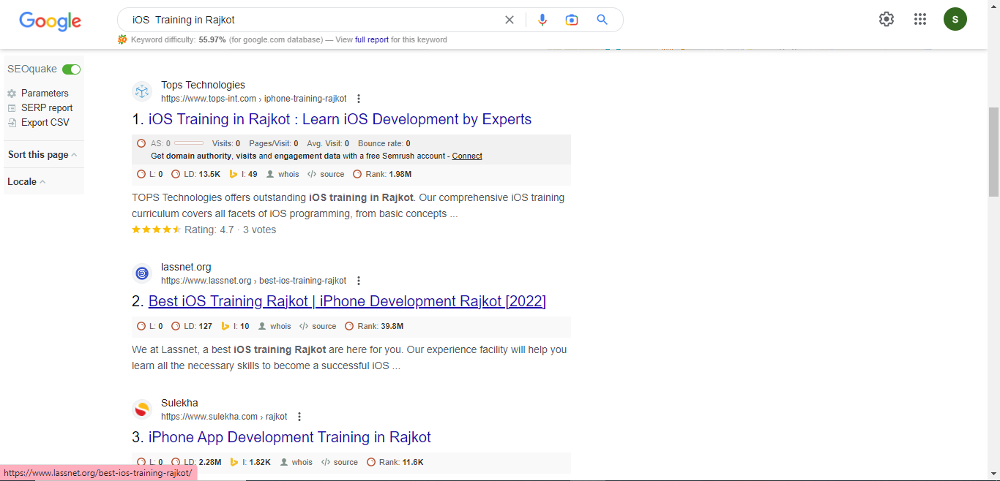 Google
iOS  Training in Rajkot
S
Keyword difficulty: 55.97% (for google.com database) — View full report for this keyword
SEOquake
Parameters
SERP report
Export CSV
Sort this page
Locale
Tops Technologies
https://www.tops-int.com › iphone-training-rajkot
1. iOS Training in Rajkot : Learn iOS Development by Experts
AS: 0 Visits: 0 Pages/Visit: 0 Avg. Visit: 0 Bounce rate: 0
Get domain authority, visits and engagement data with a free Semrush account - Connect
L: 0 LD: 13.5K I: 49 whois </> source Rank: 1.98M
TOPS Technologies offers outstanding iOS training in Rajkot. Our comprehensive iOS training
curriculum covers all facets of iOS programming, from basic concepts ...
Rating: 4.7 · 3 votes
lassnet.org
https://www.lassnet.org › best-ios-training-rajkot
2. Best iOS Training Rajkot | iPhone Development Rajkot [2022]
L: 0 LD: 127 I: 10 whois </> source Rank: 39.8M
We at Lassnet, a best iOS training Rajkot are here for you. Our experience facility will help you
learn all the necessary skills to become a successful iOS ...
Sulekha
https://www.sulekha.com › rajkot
3. iPhone App Development Training in Rajkot
L: 0 LD: 2.28M I: 1.82K whois </> source Rank: 11.6K
https://www.lassnet.org/best-ios-training-rajkot/